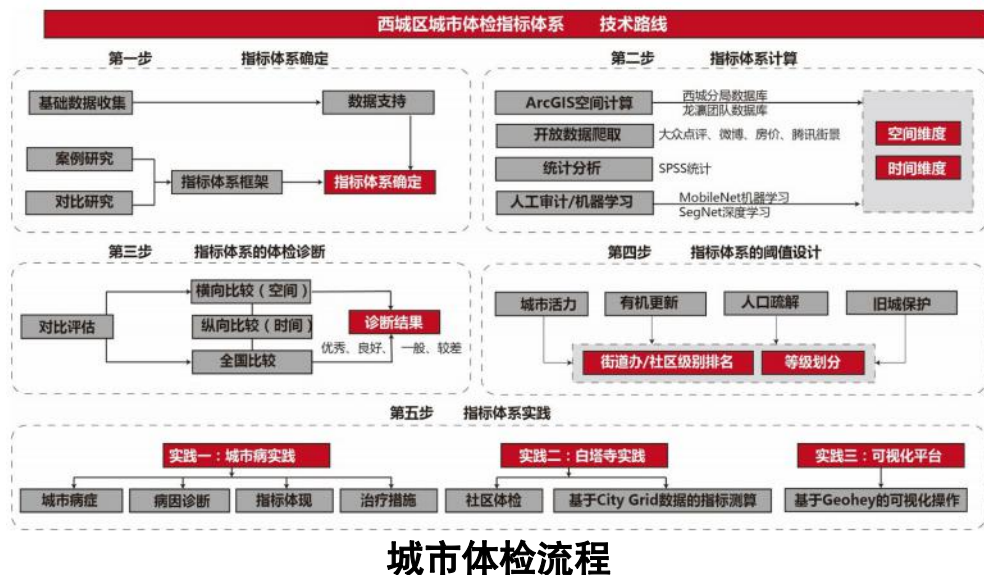 西城区城市体检指标体系 技术路线
第一步 指标体系确定
基础数据收集
数据支持
案例研究
对比研究
指标体系框架
指标体系确定
第二步 指标体系计算
ArcGIS空间计算
西城分局数据库
龙瀛团队数据库
开放数据爬取
大众点评、微博、房价、腾讯街景
统计分析
SPSS统计
人工审计/机器学习
MobileNet机器学习
SegNet深度学习
空间维度
时间维度
第三步 指标体系的体检诊断
对比评估
横向比较（空间）
纵向比较（时间）
全国比较
诊断结果
优秀、良好、一般、较差
第四步 指标体系的阈值设计
城市活力
有机更新
人口疏解
旧城保护
街道办/社区级别排名
等级划分
第五步 指标体系实践
实践一：城市病实践
城市病症
病因诊断
指标体现
治疗措施
实践二：白塔寺实践
社区体检
基于City Grid数据的指标测算
实践三：可视化平台
基于Geohey的可视化操作
城市体检流程